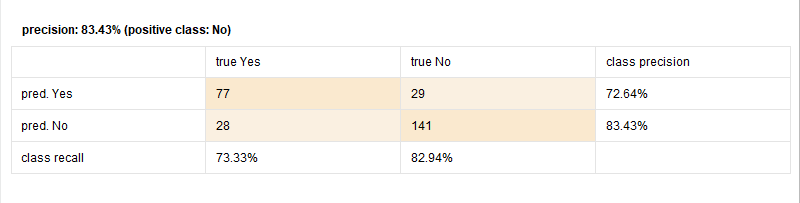 precision: 83.43% (positive class: No)
true Yes true No class precision
pred. Yes 77 29 72.64%
pred. No 28 141 83.43%
class recall 73.33% 82.94%